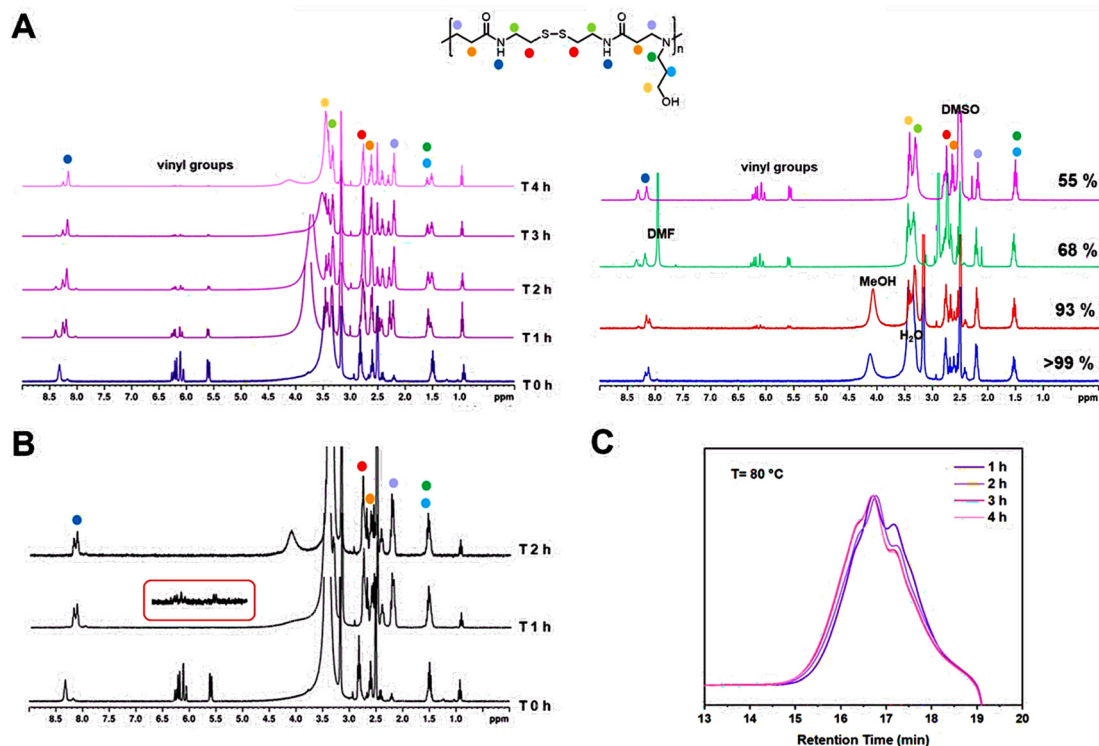 A
O
O
S-S
N
H
N
H
N
n
OH
vinyl groups
T 4 h
T 3 h
T 2 h
T 1 h
T 0 h
8.0 7.5 7.0 6.5 6.0 5.5 5.0 4.5 4.0 3.5 3.0 2.5 2.0 1.5 1.0
ppm
DMSO
vinyl groups
55 %
DMF
68 %
MeOH
93 %
H2O
>99 %
8.0 7.5 7.0 6.5 6.0 5.5 5.0 4.5 4.0 3.5 3.0 2.5 2.0 1.5 1.0
ppm
B
T 2 h
T 1 h
T 0 h
8.0 7.5 7.0 6.5 6.0 5.5 5.0 4.5 4.0 3.5 3.0 2.5 2.0 1.5 1.0
ppm
C
T= 80 °C
1 h
2 h
3 h
4 h
13 14 15 16 17 18 19 20
Retention Time (min)